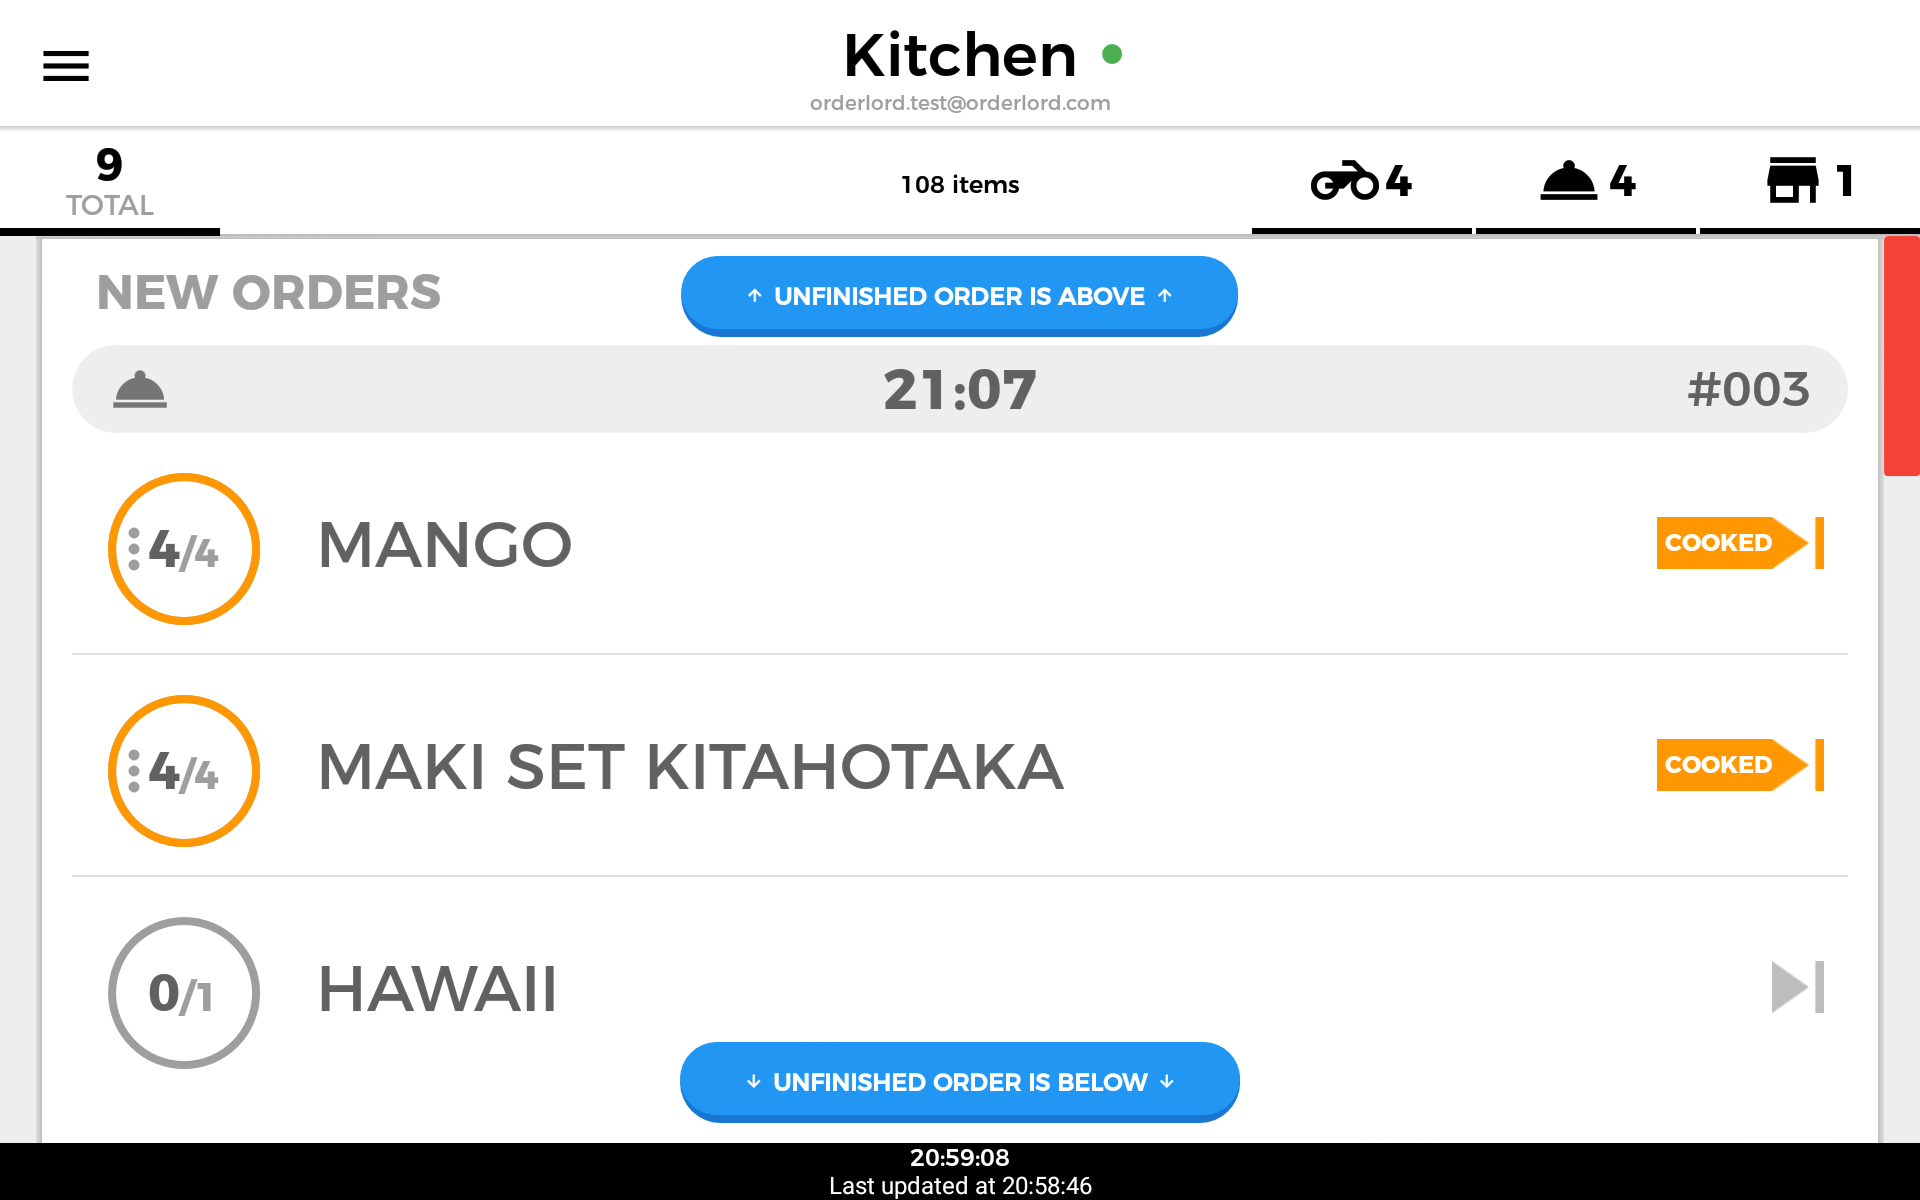 Kitchen
orderlord.test@orderlord.com
9
TOTAL
108 items
4
4
1
NEW ORDERS
↑ UNFINISHED ORDER IS ABOVE ↑
21:07
#003
4/4
MANGO
COOKED
4/4
MAKI SET KITAHOTAKA
COOKED
0/1
HAWAII
↓ UNFINISHED ORDER IS BELOW ↓
20:59:08
Last updated at 20:58:46